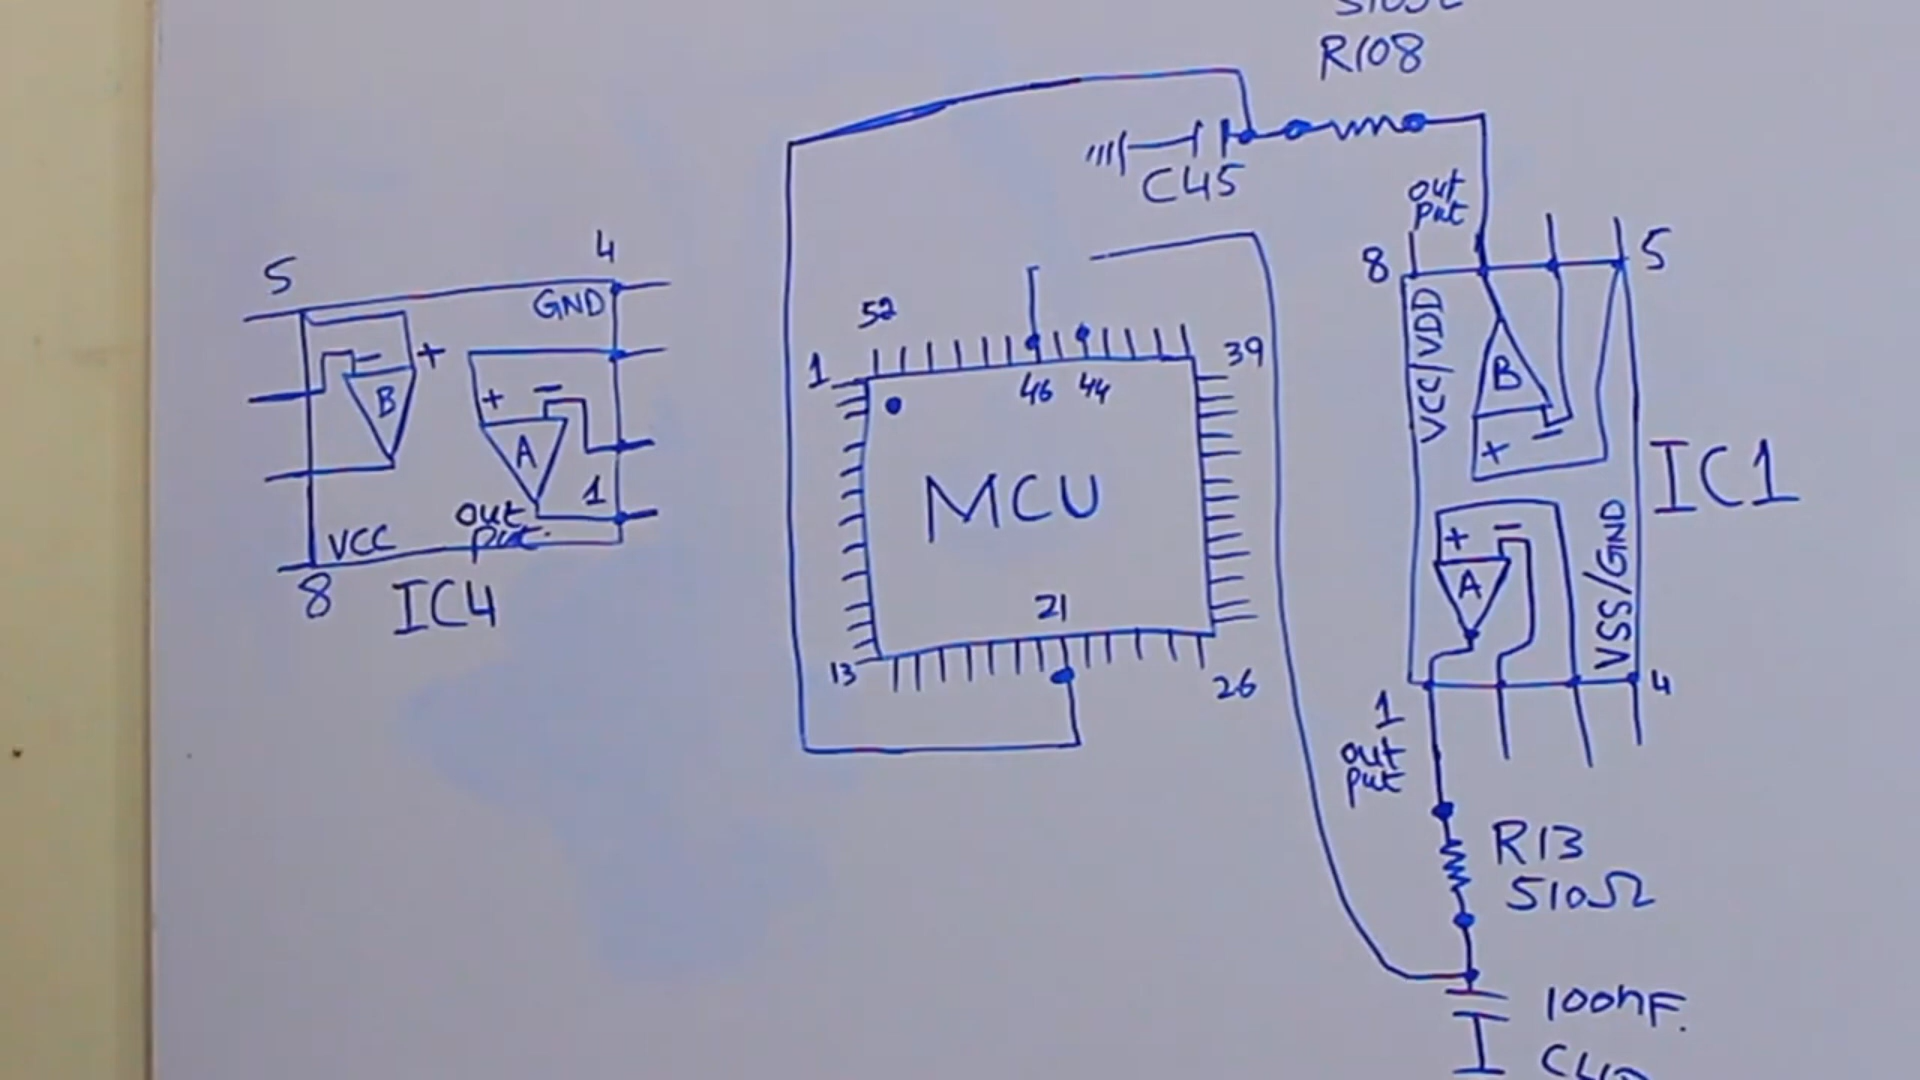 510Ω
R108
C45
out
put
8
5
VCC/VDD
B
+ -
IC1
+ -
A
VSS/GND
1
4
out
put
R13
510Ω
100nF.
5
4
GND
- +
B
+ -
A
1
out
put.
VCC
8
IC4
52
1
39
46 44
MCU
21
13
26